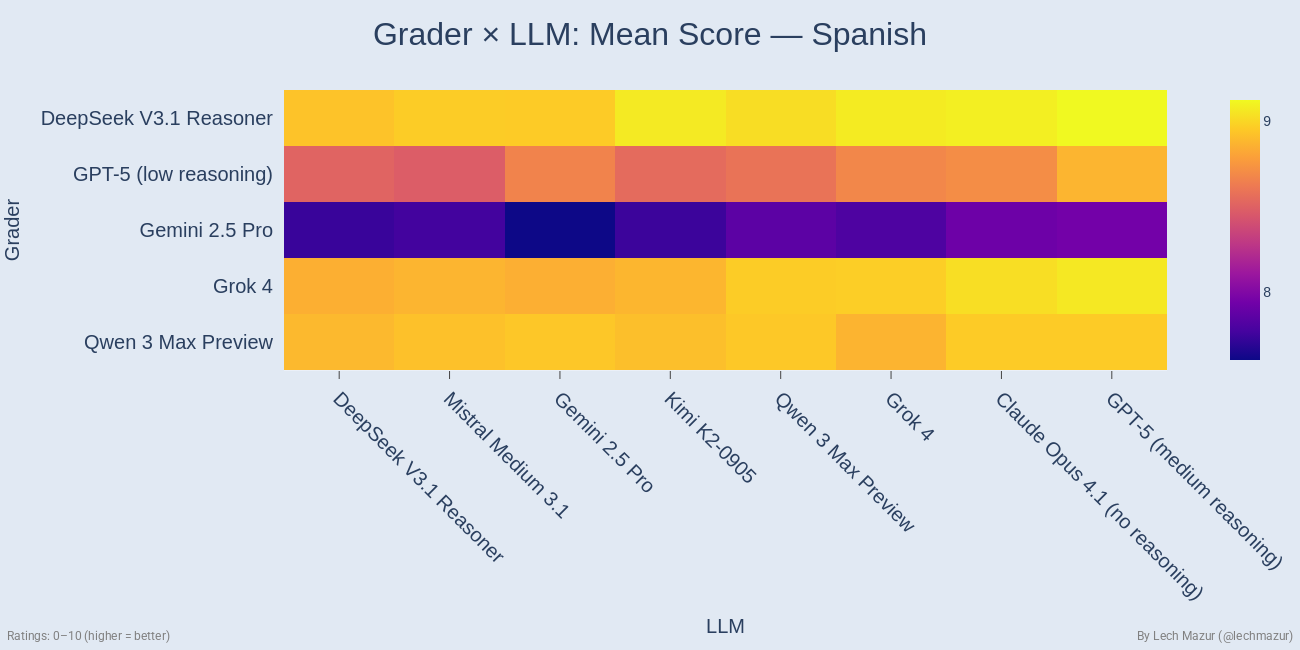 Grader × LLM: Mean Score — Spanish
Grader
DeepSeek V3.1 Reasoner
GPT-5 (low reasoning)
Gemini 2.5 Pro
Grok 4
Qwen 3 Max Preview
9
8
DeepSeek V3.1 Reasoner
Mistral Medium 3.1
Gemini 2.5 Pro
Kimi K2-0905
Qwen 3 Max Preview
Grok 4
Claude Opus 4.1 (no reasoning)
GPT-5 (medium reasoning)
LLM
Ratings: 0–10 (higher = better)
By Lech Mazur (@lechmazur)